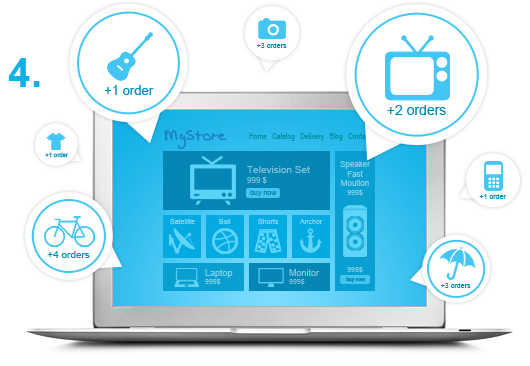 4.
+1 order
+3 orders
+2 orders
+1 order
+1 order
+4 orders
+3 orders
MyStore
Home Catalog Delivery Blog
Television Set
999 $
buy now
Speaker
Fast
Moution
999$
Satellite
Ball
Shorts
Anchor
Laptop
999$
Monitor
999$
999$
buy now